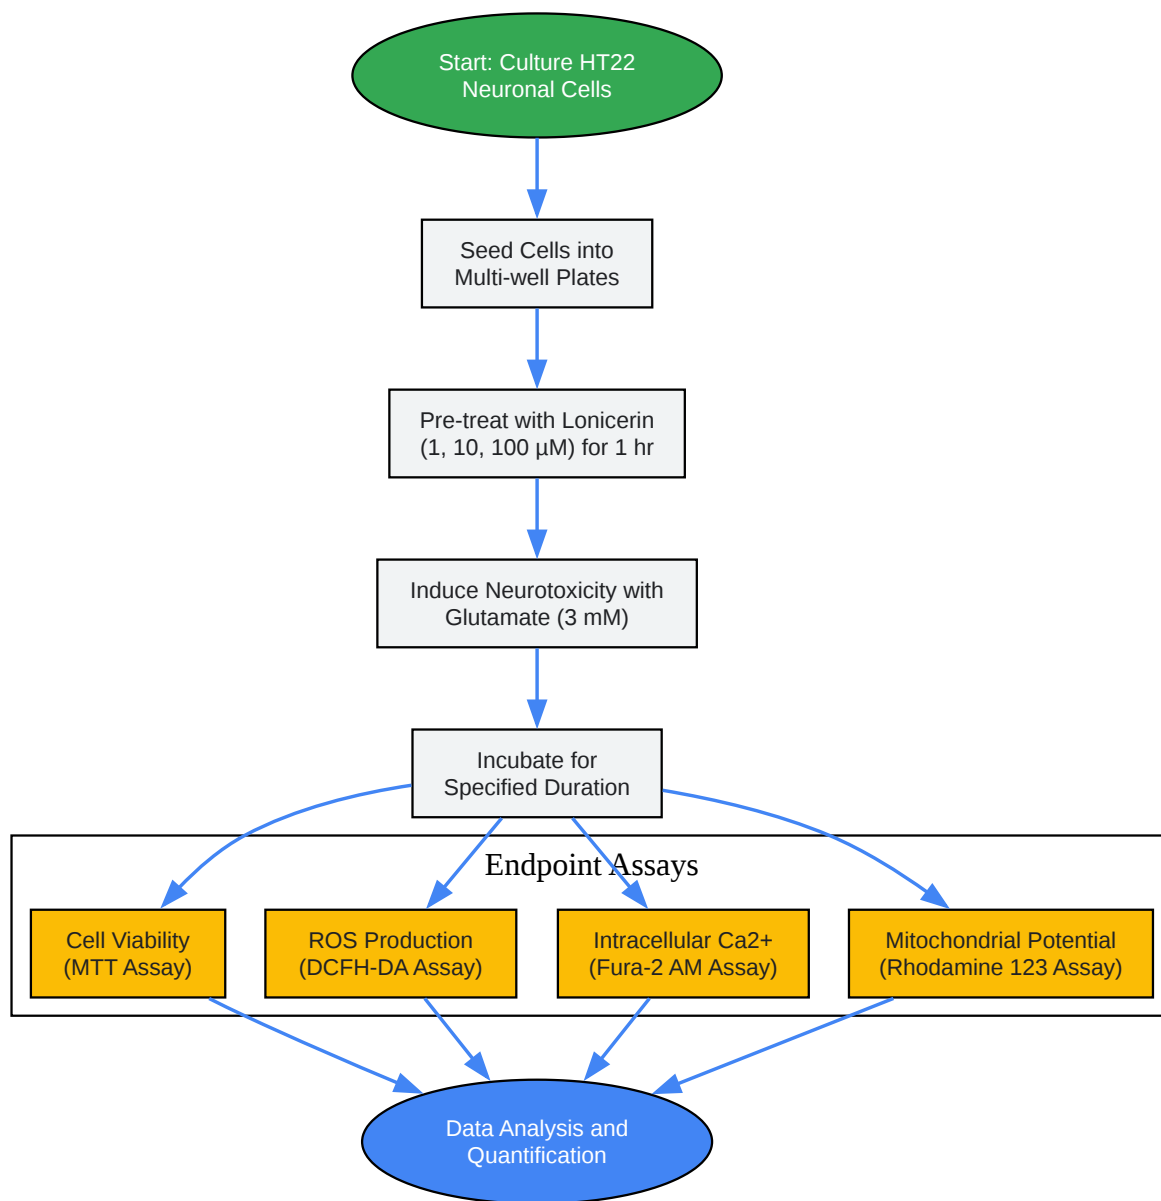 Start: Culture HT22
Neuronal Cells
Seed Cells into
Multi-well Plates
Pre-treat with Lonicerin
(1, 10, 100 µM) for 1 hr
Induce Neurotoxicity with
Glutamate (3 mM)
Incubate for
Specified Duration
Endpoint Assays
Cell Viability
(MTT Assay)
ROS Production
(DCFH-DA Assay)
Intracellular Ca2+
(Fura-2 AM Assay)
Mitochondrial Potential
(Rhodamine 123 Assay)
Data Analysis and
Quantification